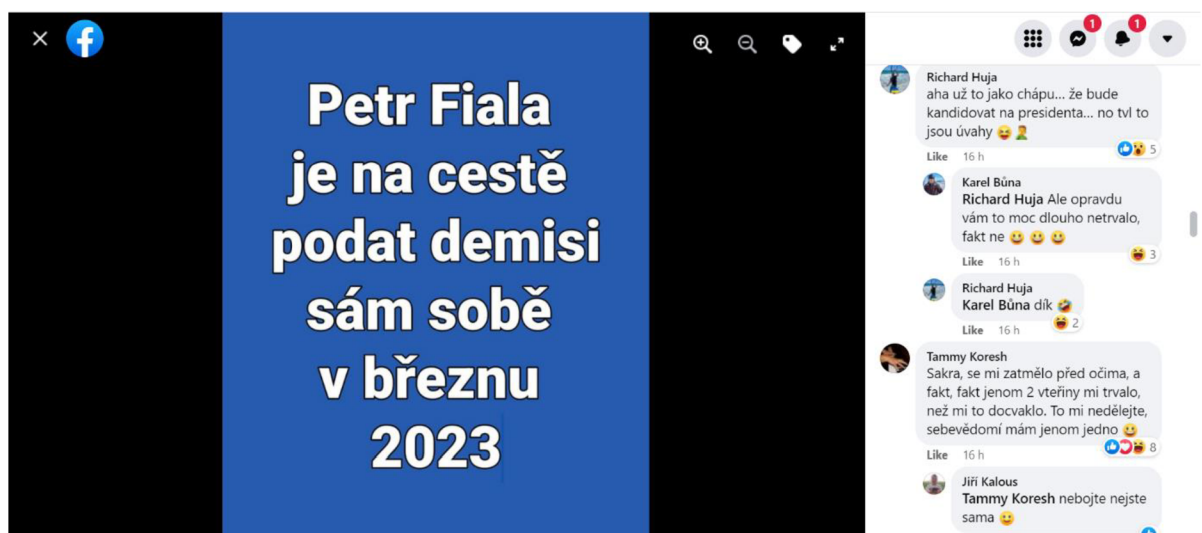 Petr Fiala
je na cestě
podat demisi
sám sobě
v březnu
2023
1
1
Richard Huja
aha už to jako chápu... že bude
kandidovat na presidenta... no tvl to
jsou úvahy 😆 🤦
5
Like 16 h
Karel Bůna
Richard Huja Ale opravdu
vám to moc dlouho netrvalo,
fakt ne 😀 😀 😀
3
Like 16 h
Richard Huja
Karel Bůna dík 🤣
2
Like 16 h
Tammy Koresh
Sakra, se mi zatmělo před očima, a
fakt, fakt jenom 2 vteřiny mi trvalo,
než mi to docvaklo. To mi nedělejte,
sebevědomí mám jenom jedno 😀
8
Like 16 h
Jiří Kalous
Tammy Koresh nebojte nejste
sama 🙂